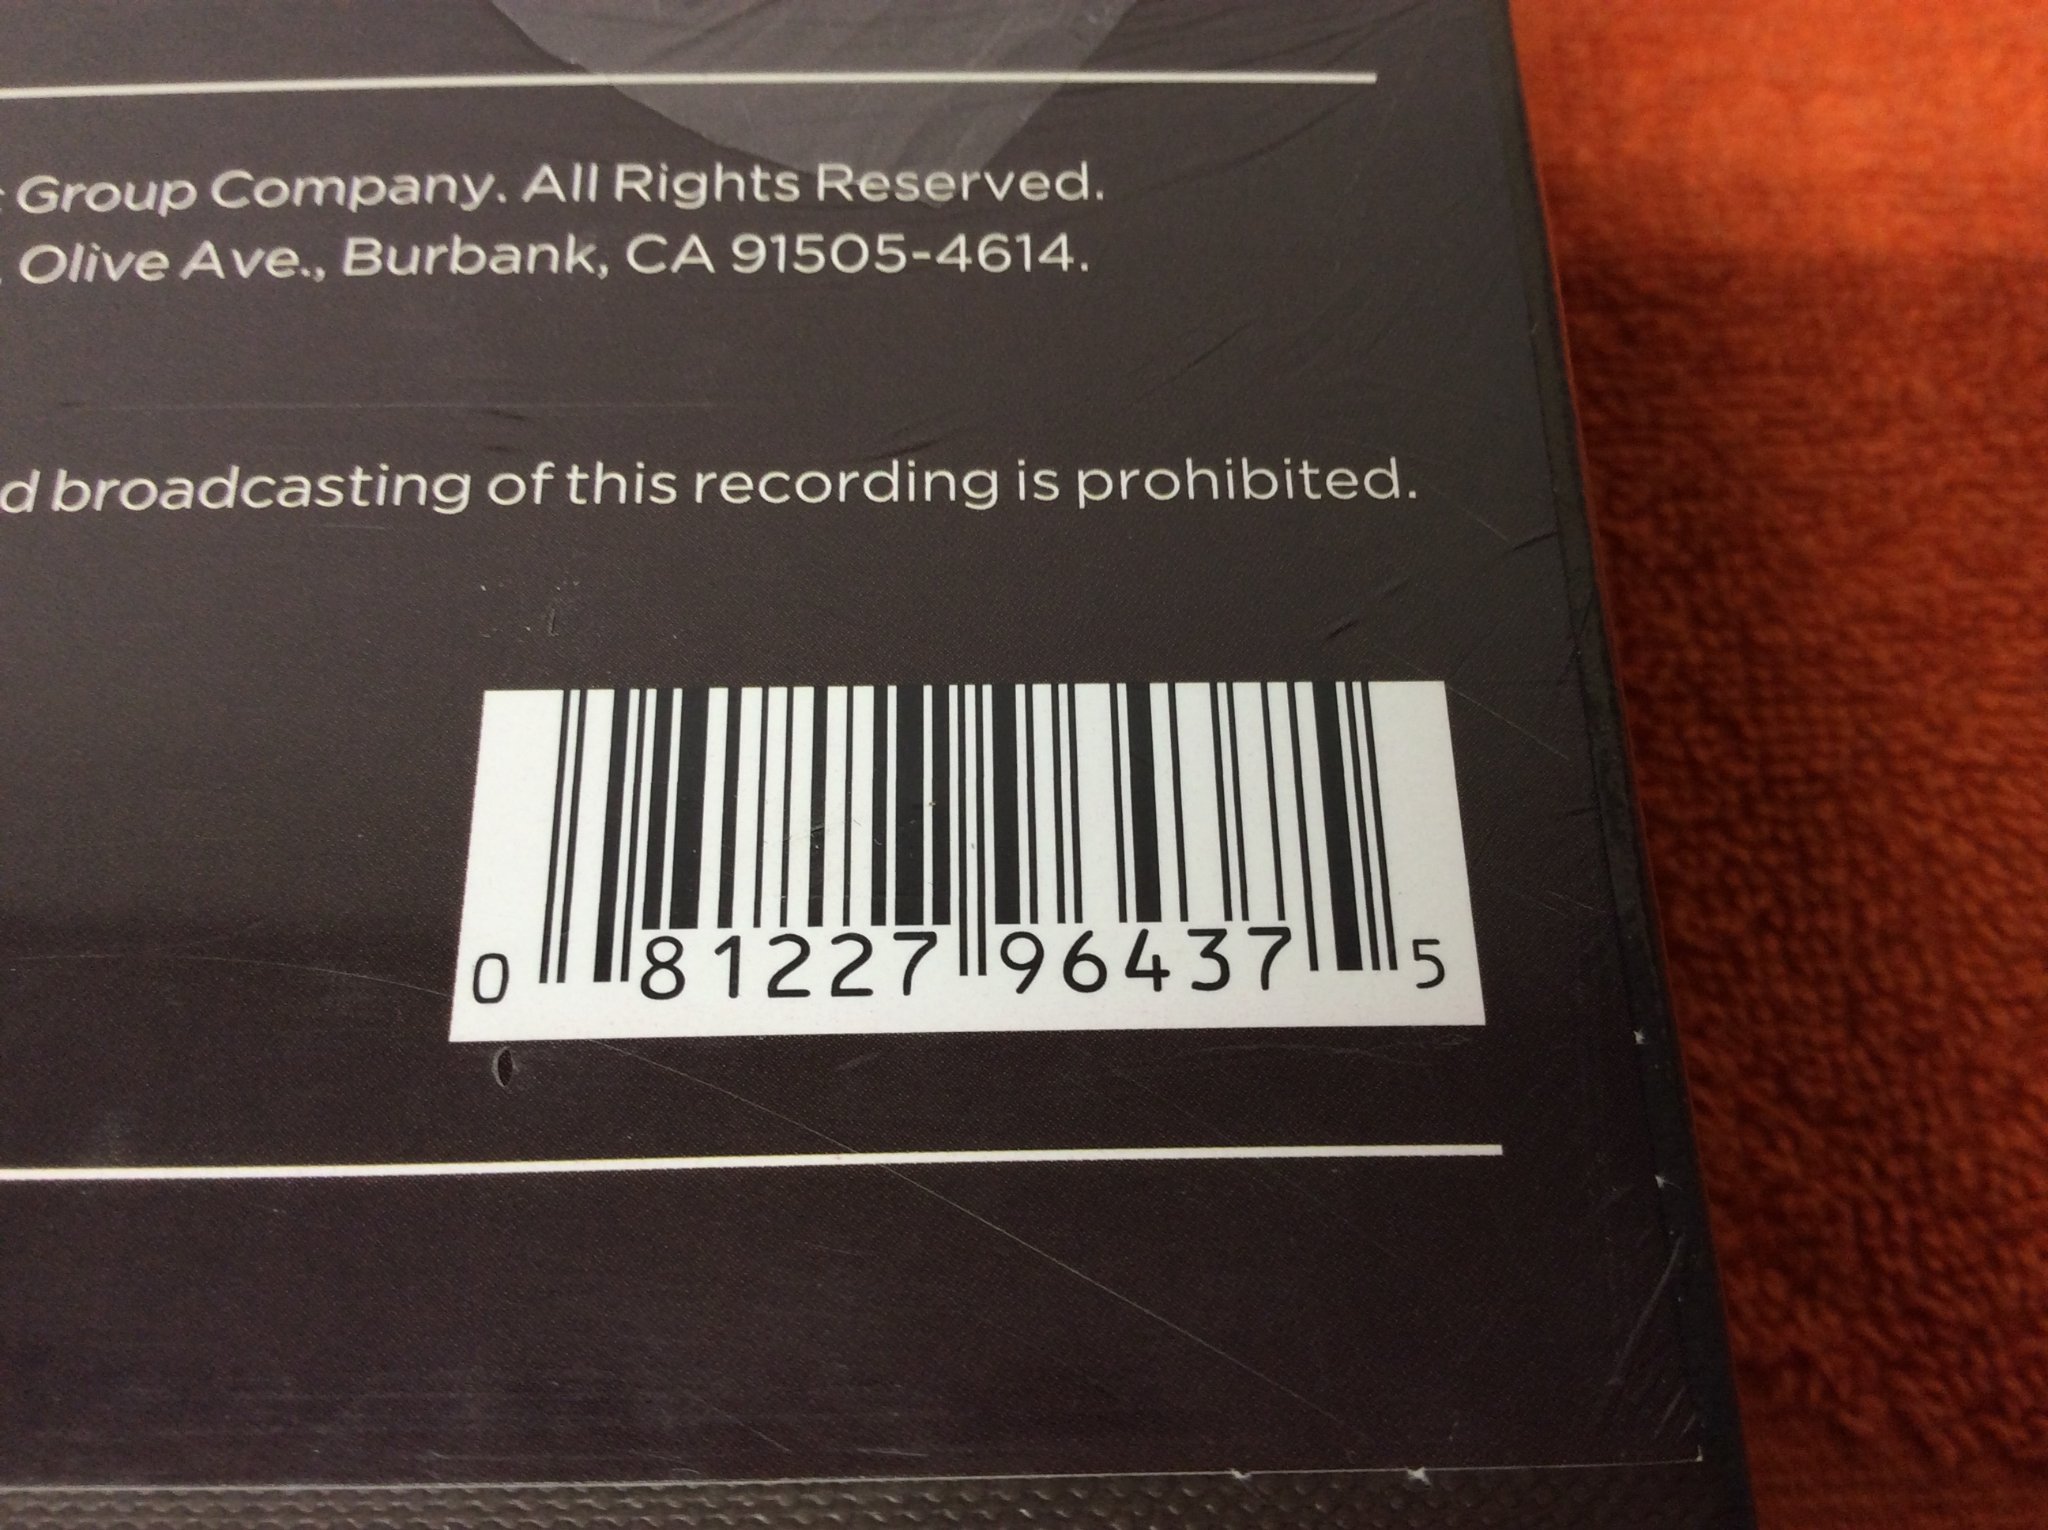 Group Company. All Rights Reserved.
Olive Ave., Burbank, CA 91505-4614.
broadcasting of this recording is prohibited.
0 81227 96437 5